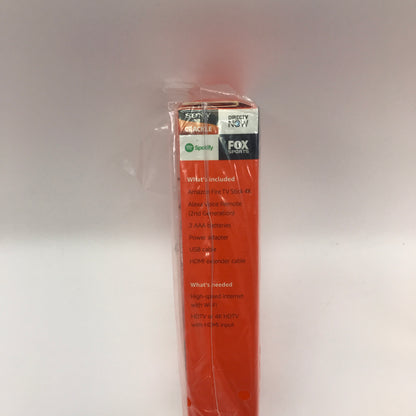 SONY
DIRECTV
CRACKLE
NOW
Spotify
FOX
SPORTS
What's included
Amazon Fire TV Stick 4K
Alexa Voice Remote
(2nd Generation)
2 AAA Batteries
Power adapter
USB cable
HDMI extender cable
What's needed
High-speed internet
with Wi-Fi
HDTV or 4K HDTV
with HDMI input